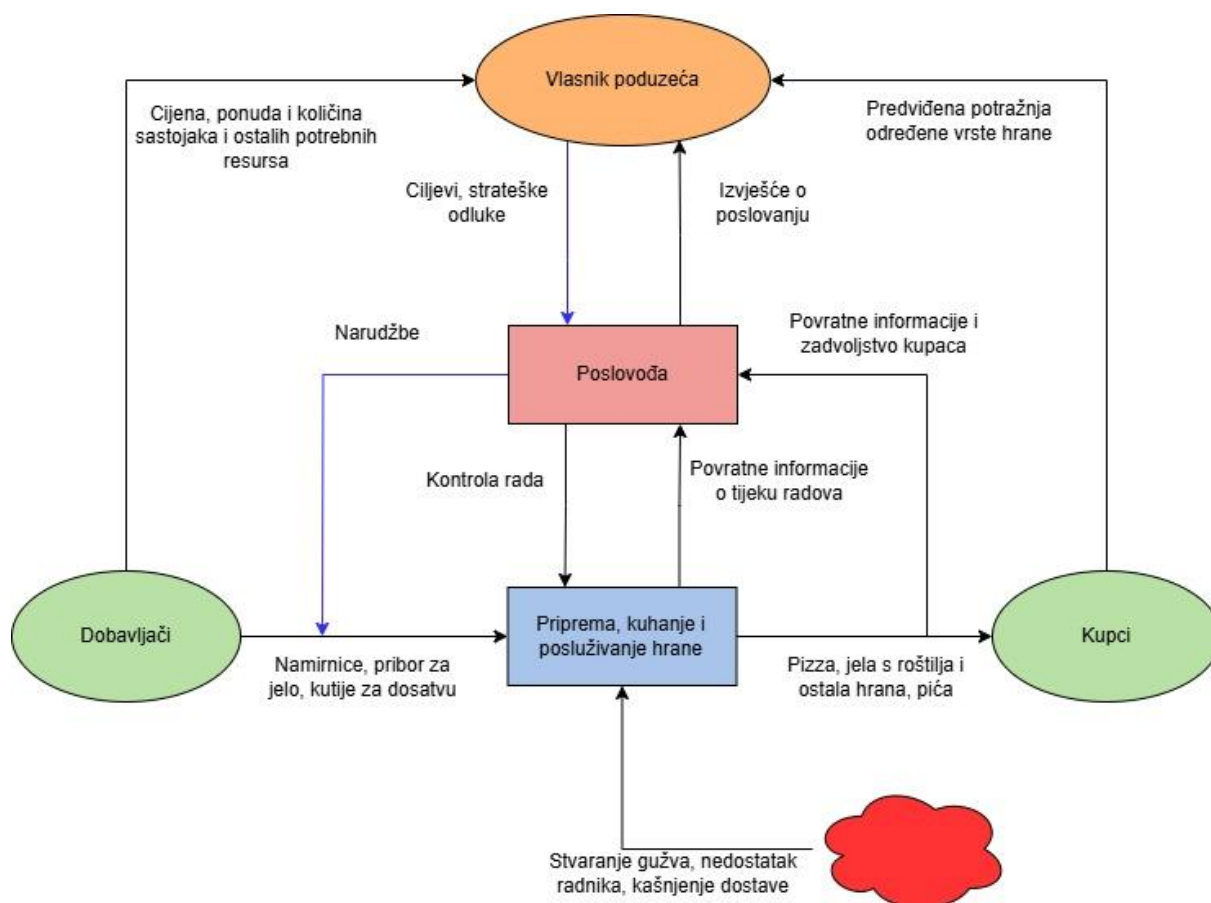 Vlasnik poduzeća
Cijena, ponuda i količina
sastojaka i ostalih potrebnih
resursa
Predviđena potražnja
određene vrste hrane
Ciljevi, strateške
odluke
Izvješće o
poslovanju
Narudžbe
Povratne informacije i
zadvoljstvo kupaca
Poslovođa
Kontrola rada
Povratne informacije
o tijeku radova
Dobavljači
Priprema, kuhanje i
posluživanje hrane
Kupci
Namirnice, pribor za
jelo, kutije za dosatvu
Pizza, jela s roštilja i
ostala hrana, pića
Stvaranje gužva, nedostatak
radnika, kašnjenje dostave